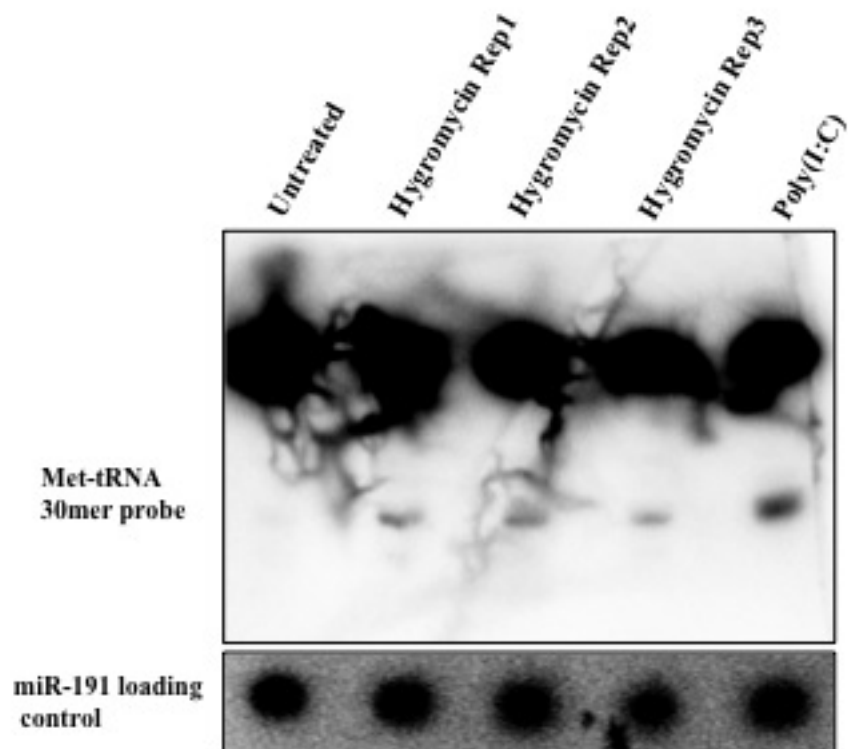 Untreated
Hygromycin Rep1
Hygromycin Rep2
Hygromycin Rep3
Poly(I:C)
Met-tRNA
30mer probe
miR-191 loading
control